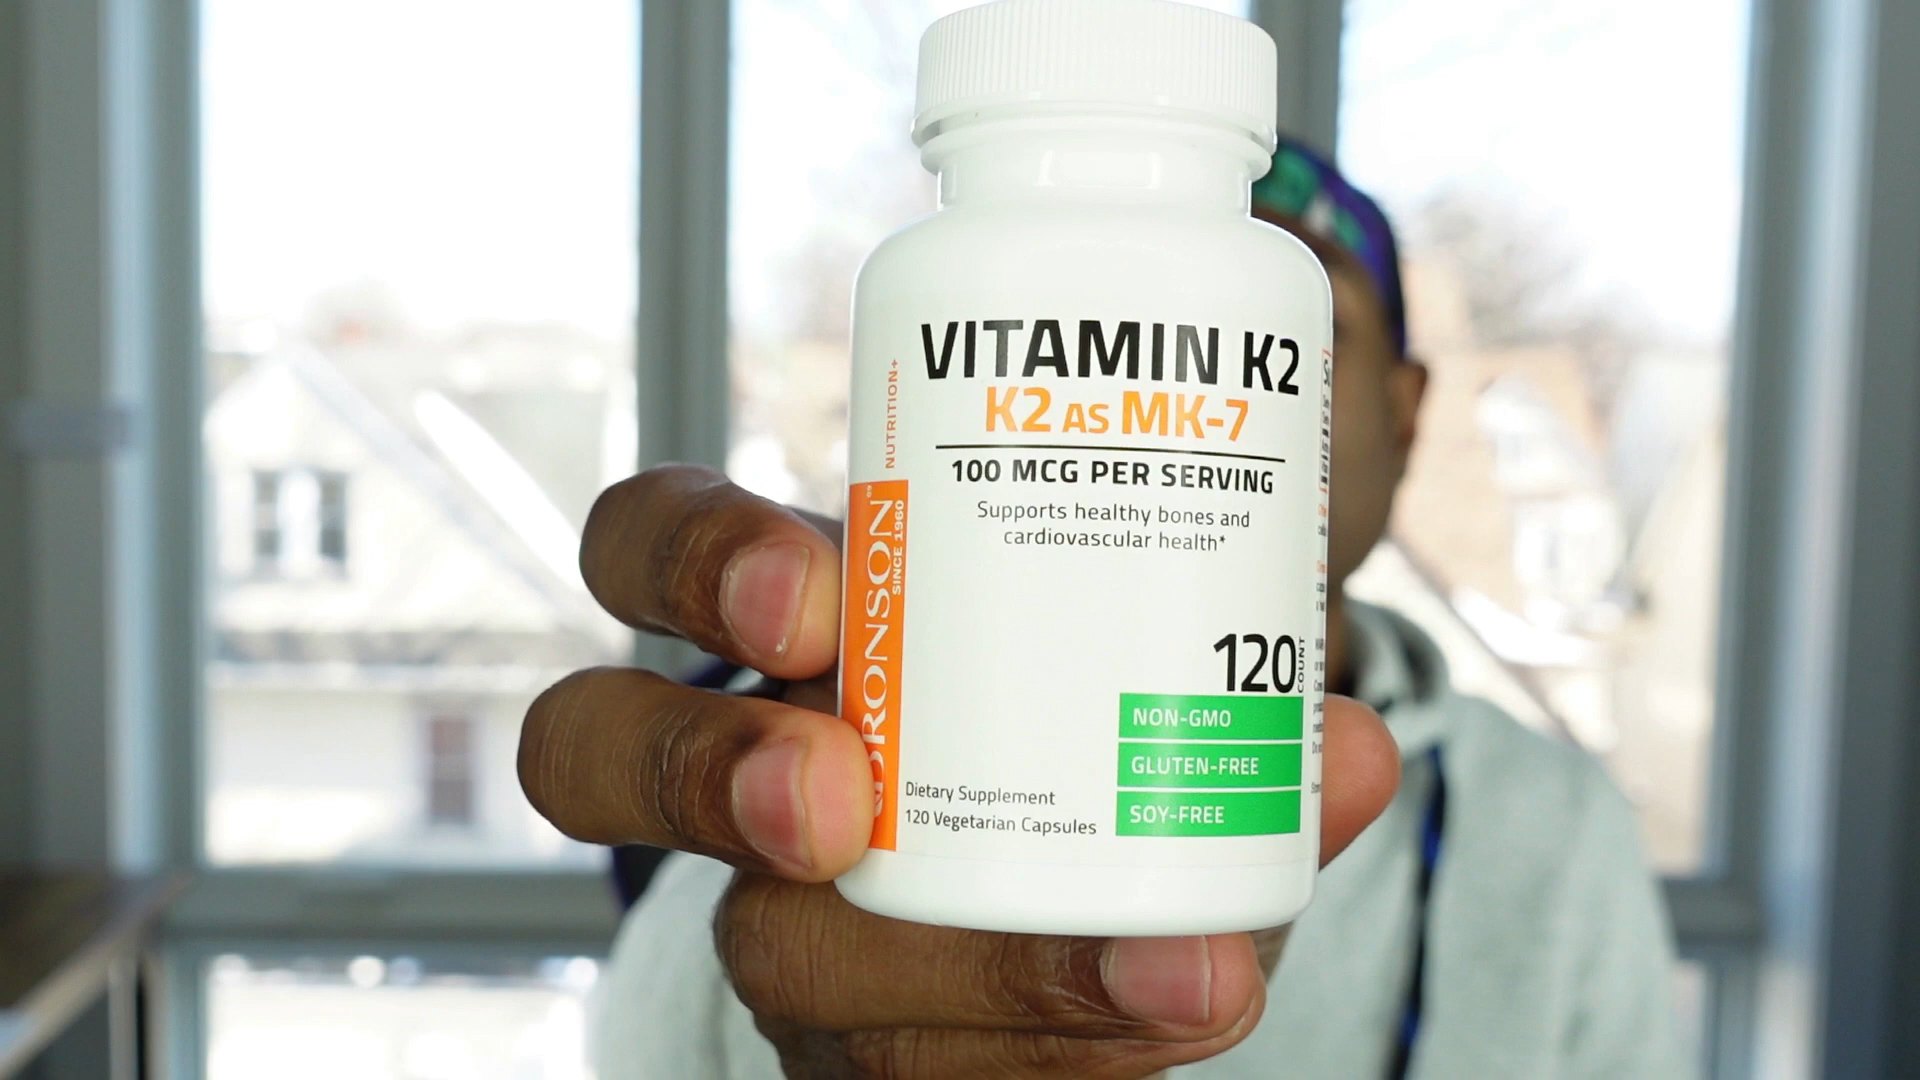 VITAMIN K2
K2 AS MK-7
100 MCG PER SERVING
Supports healthy bones and
cardiovascular health*
NUTRITION+
BRONSON®
SINCE 1960
120 COUNT
NON-GMO
GLUTEN-FREE
SOY-FREE
Dietary Supplement
120 Vegetarian Capsules